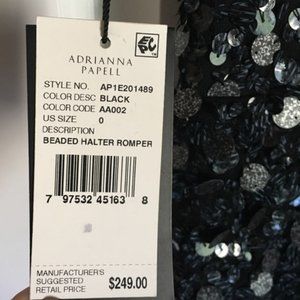 ADRIANNA
PAPELL
STYLE NO. AP1E201489
COLOR DESC BLACK
COLOR CODE AA002
US SIZE 0
DESCRIPTION
BEADED HALTER ROMPER
7 97532 45163 8
MANUFACTURER'S
SUGGESTED
RETAIL PRICE $249.00